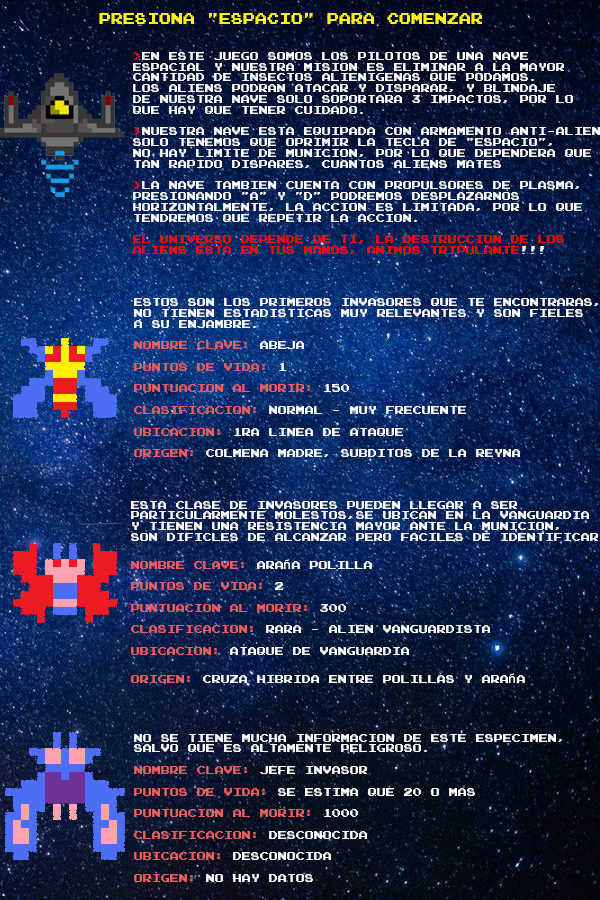 PRESIONA "ESPACIO" PARA COMENZAR
>EN ESTE JUEGO SOMOS LOS PILOTOS DE UNA NAVE
ESPACIAL Y NUESTRA MISION ES ELIMINAR A LA MAYOR
CANTIDAD DE INSECTOS ALIENIGENAS QUE PODAMOS.
LOS ALIENS PODRAN ATACAR Y DISPARAR, Y BLINDAJE
DE NUESTRA NAVE SOLO SOPORTARA 3 IMPACTOS, POR LO
QUE HAY QUE TENER CUIDADO.
>NUESTRA NAVE ESTA EQUIPADA CON ARMAMENTO ANTI-ALIEN
SOLO TENEMOS QUE OPRIMIR LA TECLA DE "ESPACIO",
NO HAY LIMITE DE MUNICION, POR LO QUE DEPENDERA QUE
TAN RAPIDO DISPARES, CUANTOS ALIENS MATES
>LA NAVE TAMBIEN CUENTA CON PROPULSORES DE PLASMA,
PRESIONANDO "A" Y "D" PODREMOS DESPLAZARNOS
HORIZONTALMENTE, LA ACCION ES LIMITADA, POR LO QUE
TENDREMOS QUE REPETIR LA ACCION.
EL UNIVERSO DEPENDE DE TI, LA DESTRUCCION DE LOS
ALIENS ESTA EN TUS MANOS. ANIMOS TRIPULANTE!!!
ESTOS SON LOS PRIMEROS INVASORES QUE TE ENCONTRARAS,
NO TIENEN ESTADISTICAS MUY RELEVANTES Y SON FIELES
A SU ENJAMBRE.
NOMBRE CLAVE: ABEJA
PUNTOS DE VIDA: 1
PUNTUACION AL MORIR: 150
CLASIFICACION: NORMAL - MUY FRECUENTE
UBICACION: 1RA LINEA DE ATAQUE
ORIGEN: COLMENA MADRE, SUBDITOS DE LA REYNA
ESTA CLASE DE INVASORES PUEDEN LLEGAR A SER
PARTICULARMENTE MOLESTOS,SE UBICAN EN LA VANGUARDIA
Y TIENEN UNA RESISTENCIA MAYOR ANTE LA MUNICION,
SON DIFICLES DE ALCANZAR PERO FACILES DE IDENTIFICAR
NOMBRE CLAVE: ARAñA POLILLA
PUNTOS DE VIDA: 2
PUNTUACION AL MORIR: 300
CLASIFICACION: RARA - ALIEN VANGUARDISTA
UBICACION: ATAQUE DE VANGUARDIA
ORIGEN: CRUZA HIBRIDA ENTRE POLILLAS Y ARAñA
NO SE TIENE MUCHA INFORMACION DE ESTE ESPECIMEN,
SALVO QUE ES ALTAMENTE PELIGROSO.
NOMBRE CLAVE: JEFE INVASOR
PUNTOS DE VIDA: SE ESTIMA QUE 20 O MAS
PUNTUACION AL MORIR: 1000
CLASIFICACION: DESCONOCIDA
UBICACION: DESCONOCIDA
ORIGEN: NO HAY DATOS